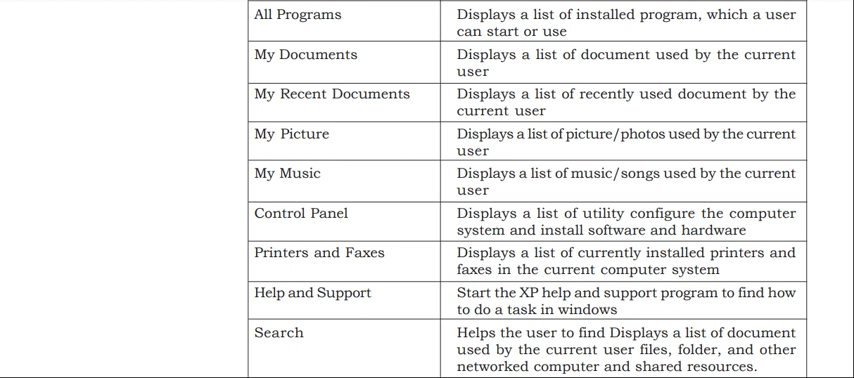 All Programs
Displays a list of installed program, which a user
can start or use
My Documents
Displays a list of document used by the current
user
My Recent Documents
Displays a list of recently used document by the
current user
My Picture
Displays a list of picture/photos used by the current
user
My Music
Displays a list of music/songs used by the current
user
Control Panel
Displays a list of utility configure the computer
system and install software and hardware
Printers and Faxes
Displays a list of currently installed printers and
faxes in the current computer system
Help and Support
Start the XP help and support program to find how
to do a task in windows
Search
Helps the user to find Displays a list of document
used by the current user files, folder, and other
networked computer and shared resources.